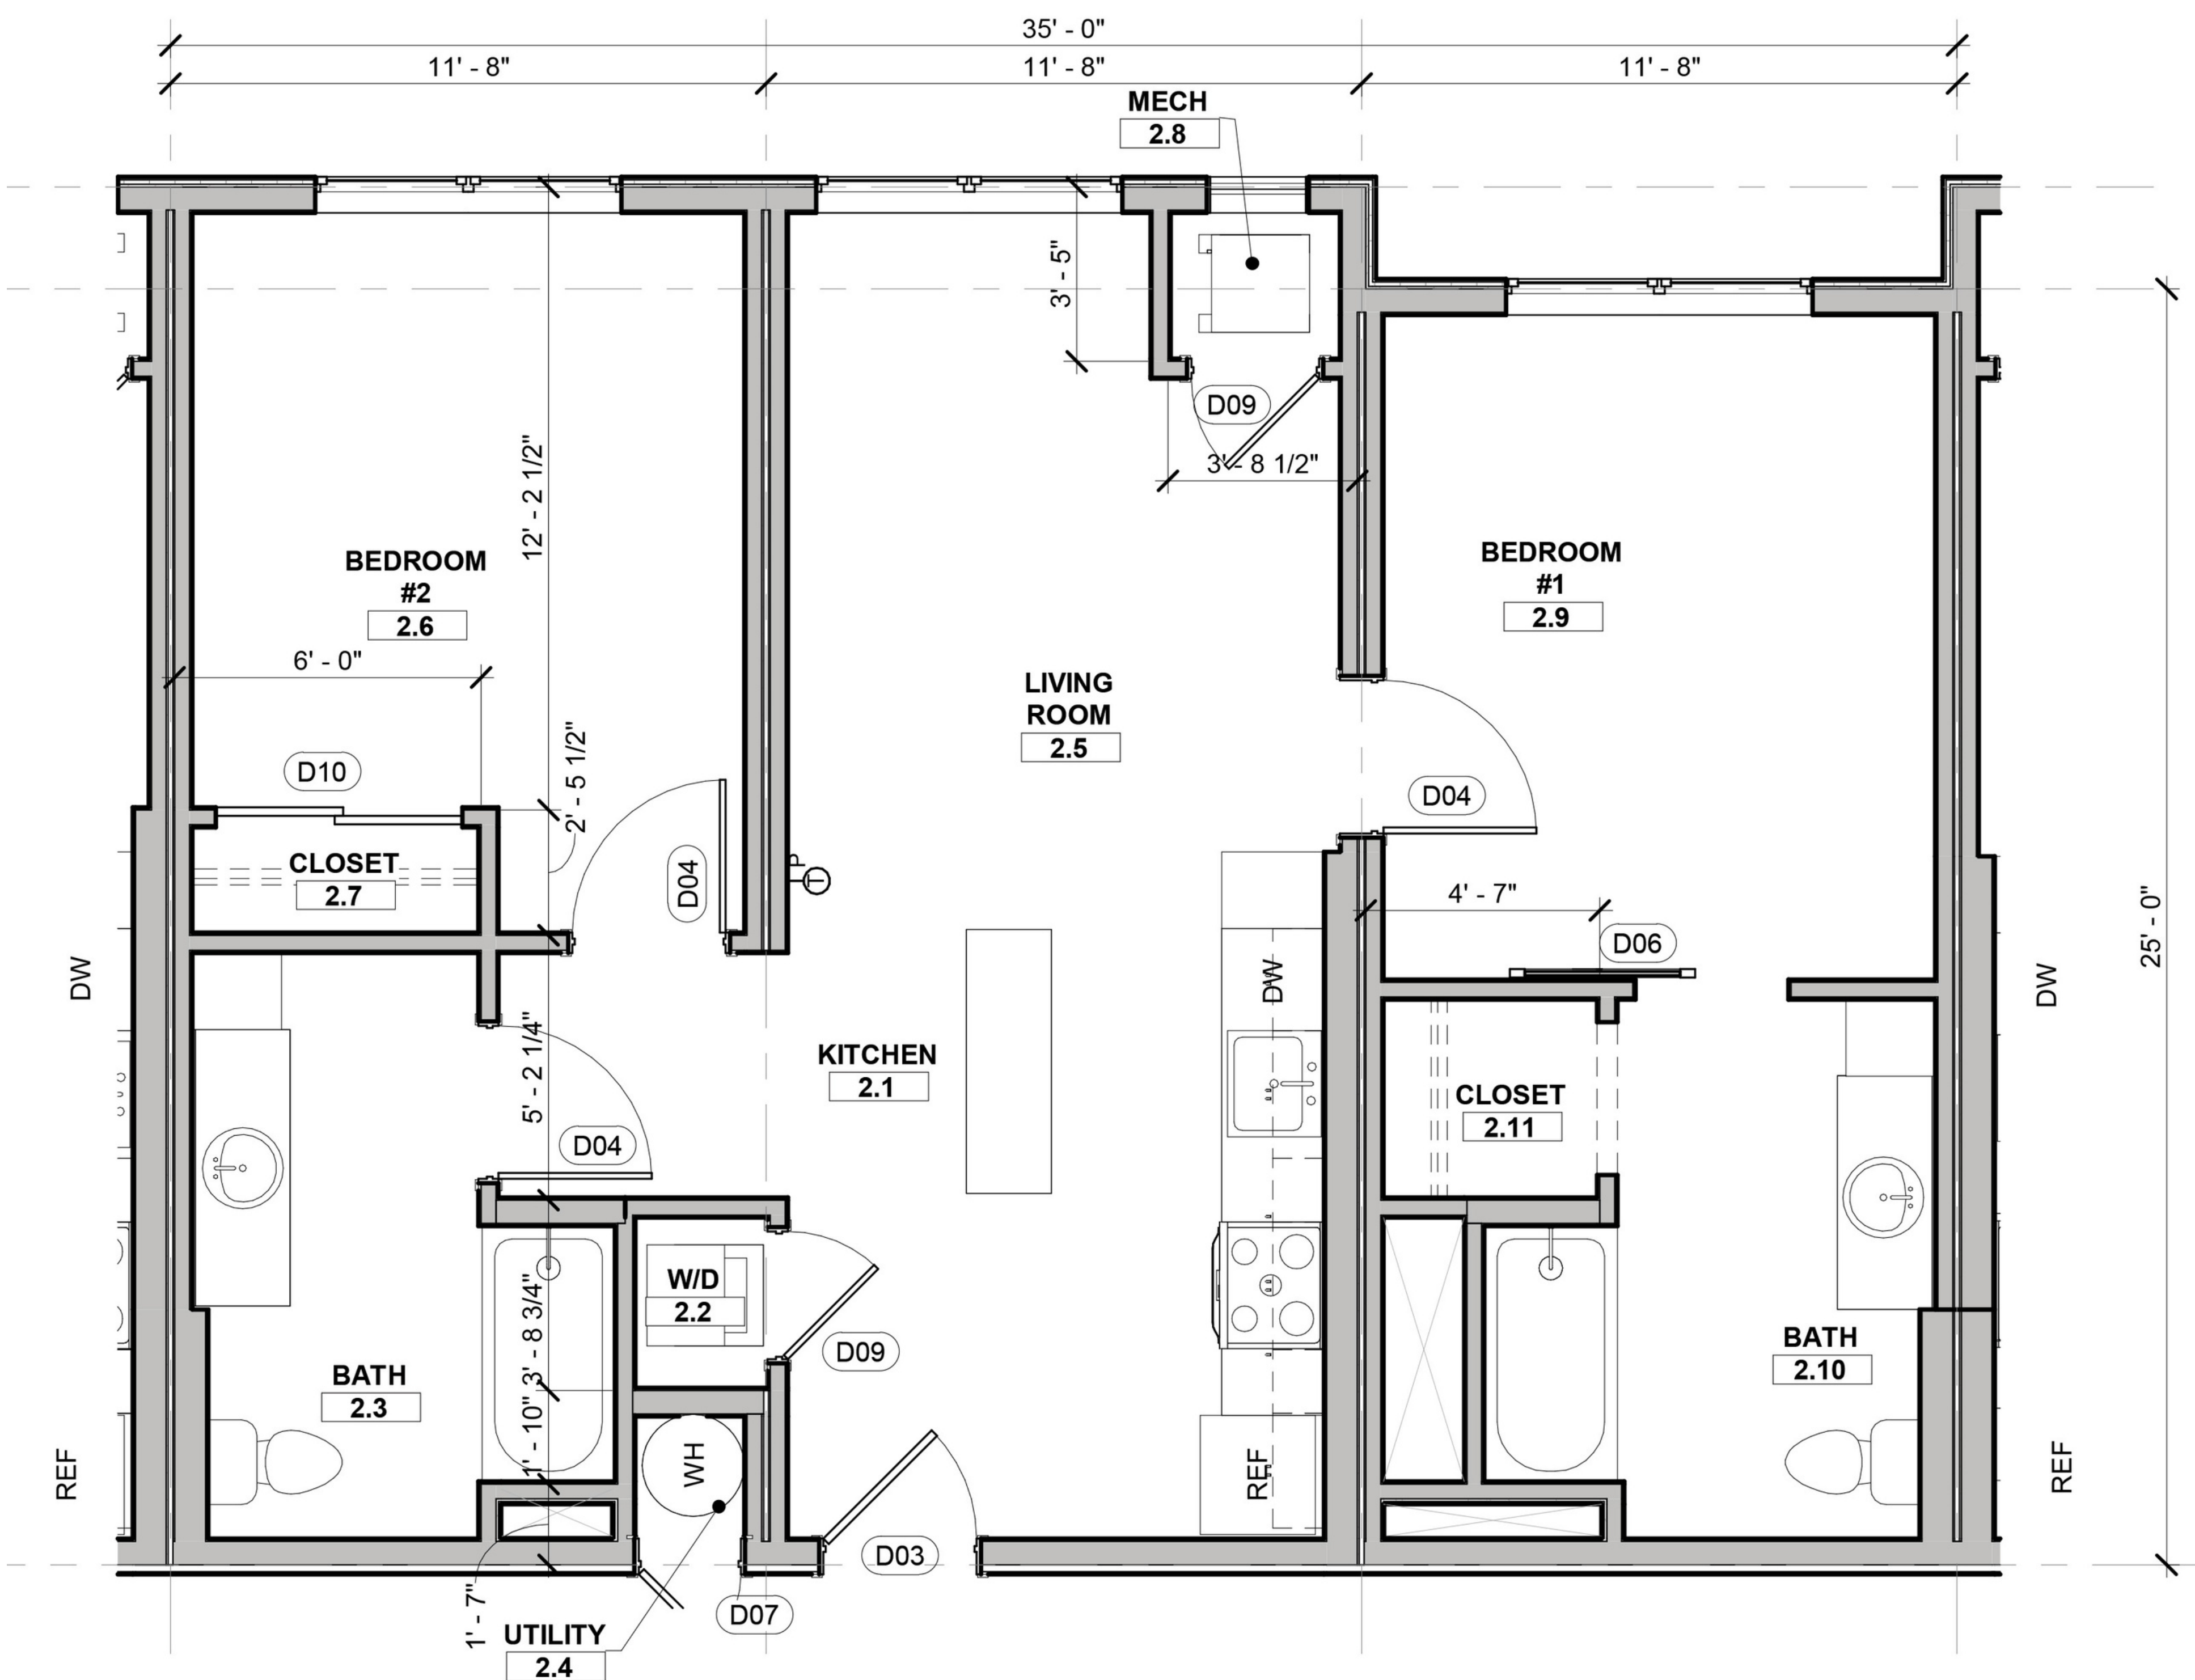 35' - 0"
11' - 8"
11' - 8"
11' - 8"
MECH
2.8
3' - 5"
D09
3' - 8 1/2"
12' - 2 1/2"
BEDROOM
#2
2.6
BEDROOM
#1
2.9
6' - 0"
LIVING
ROOM
2.5
D10
2' - 5 1/2"
D04
D04
CLOSET
2.7
T
P
4' - 7"
D06
25' - 0"
DW
DW
DW
5' - 2 1/4"
KITCHEN
2.1
CLOSET
2.11
D04
W/D
2.2
3' - 8 3/4"
D09
BATH
2.3
BATH
2.10
1' - 10"
WH
REF
REF
REF
D03
1' - 7"
D07
UTILITY
2.4